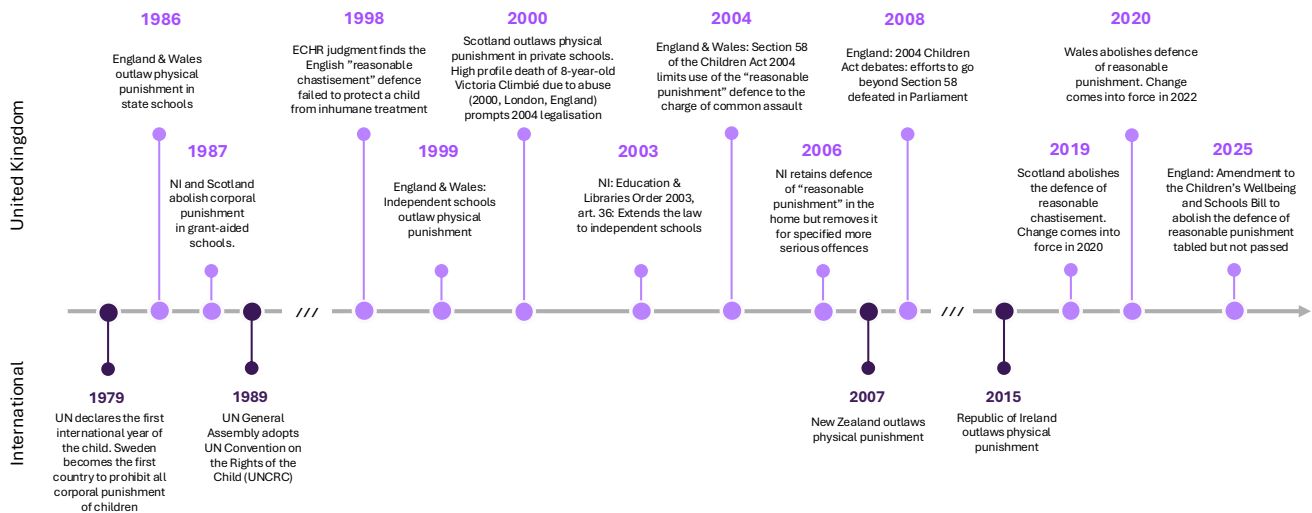 United Kingdom
1986
England & Wales
outlaw physical
punishment in
state schools
1987
NI and Scotland
abolish corporal
punishment
in grant-aided
schools.
1998
ECHR judgment finds the
English ”reasonable
chastisement” defence
failed to protect a child
from inhumane treatment
1999
England & Wales:
Independent schools
outlaw physical
punishment
2000
Scotland outlaws physical
punishment in private schools.
High profile death of 8-year-old
Victoria Climbié due to abuse
(2000, London, England)
prompts 2004 legalisation
2003
NI: Education &
Libraries Order 2003,
art. 36: Extends the law
to independent schools
2004
England & Wales: Section 58
of the Children Act 2004
limits use of the “reasonable
punishment” defence to the
charge of common assault
2006
NI retains defence
of “reasonable
punishment” in the
home but removes it
for specified more
serious offences
2008
England: 2004 Children
Act debates: efforts to go
beyond Section 58
defeated in Parliament
2019
Scotland abolishes
the defence of
reasonable
chastisement.
Change comes into
force in 2020
2020
Wales abolishes defence
of reasonable
punishment. Change
comes into force in 2022
2025
England: Amendment to
the Children’s Wellbeing
and Schools Bill to
abolish the defence of
reasonable punishment
tabled but not passed
International
1979
UN declares the first
international year of
the child. Sweden
becomes the first
country to prohibit all
corporal punishment
of children
1989
UN General
Assembly adopts
UN Convention on
the Rights of the
Child (UNCRC)
2007
New Zealand outlaws
physical punishment
2015
Republic of Ireland
outlaws physical
punishment